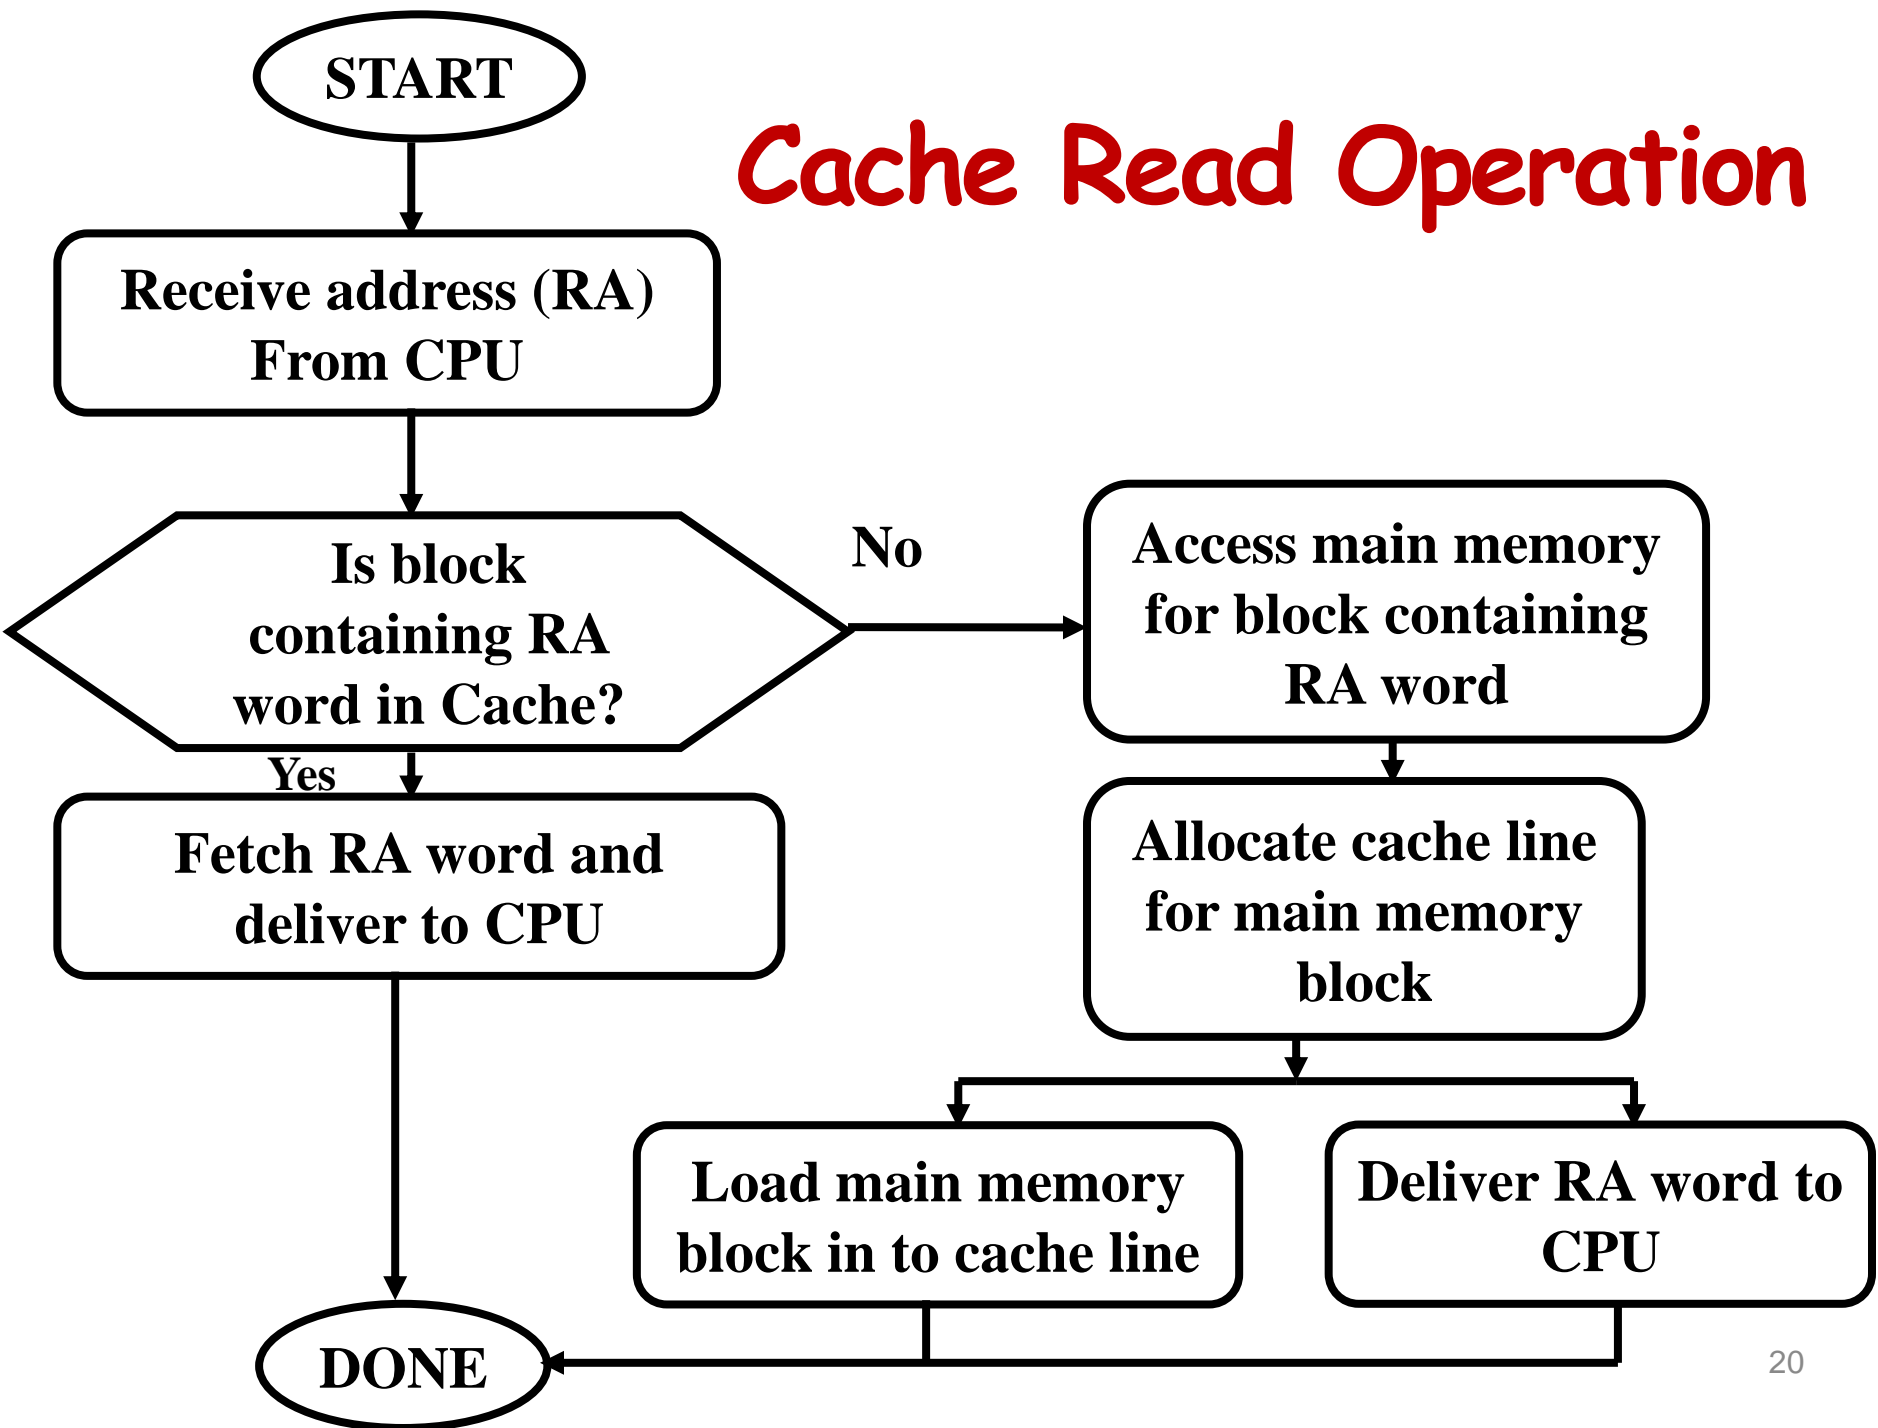 START
Cache Read Operation
Receive address (RA)
From CPU
Is block
containing RA
word in Cache?
No
Access main memory
for block containing
RA word
Yes
Fetch RA word and
deliver to CPU
Allocate cache line
for main memory
block
Load main memory
block in to cache line
Deliver RA word to
CPU
DONE
20